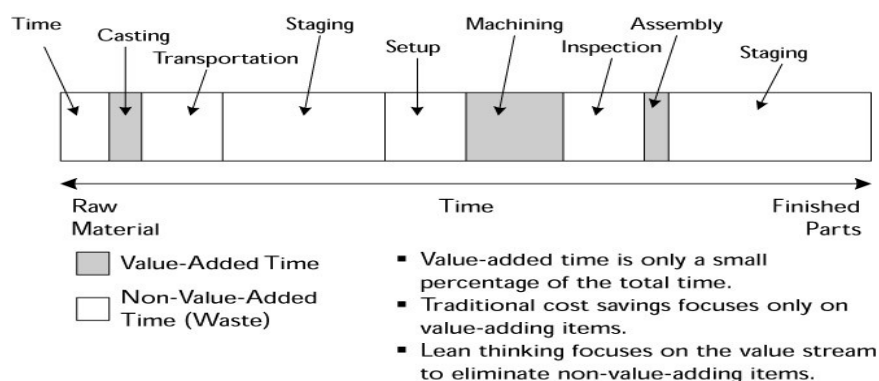 Time
Casting
Transportation
Staging
Setup
Machining
Inspection
Assembly
Staging
Raw
Material
Time
Finished
Parts
Value-Added Time
Non-Value-Added
Time (Waste)
▪ Value-added time is only a small
percentage of the total time.
▪ Traditional cost savings focuses only on
value-adding items.
▪ Lean thinking focuses on the value stream
to eliminate non-value-adding items.